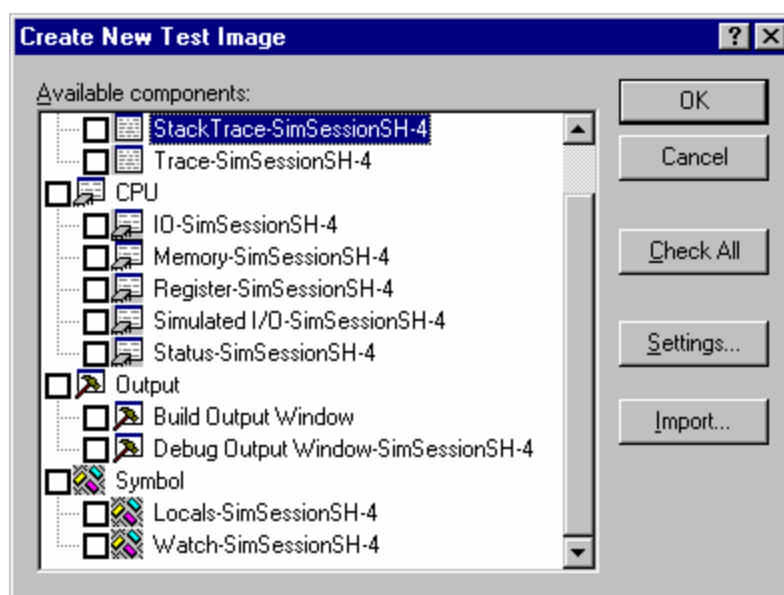 Create New Test Image
Available components:
StackTrace-SimSessionSH-4
Trace-SimSessionSH-4
CPU
IO-SimSessionSH-4
Memory-SimSessionSH-4
Register-SimSessionSH-4
Simulated I/O-SimSessionSH-4
Status-SimSessionSH-4
Output
Build Output Window
Debug Output Window-SimSessionSH-4
Symbol
Locals-SimSessionSH-4
Watch-SimSessionSH-4
OK
Cancel
Check All
Settings...
Import...